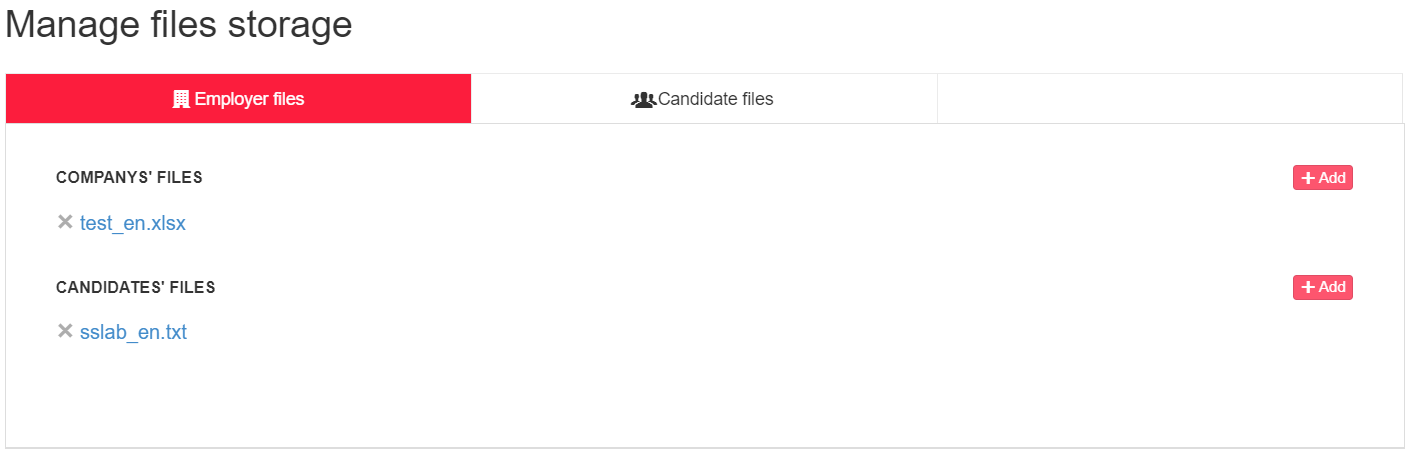 Manage files storage
Employer files
Candidate files
COMPANYS' FILES
Add
test_en.xlsx
CANDIDATES' FILES
Add
sslab_en.txt